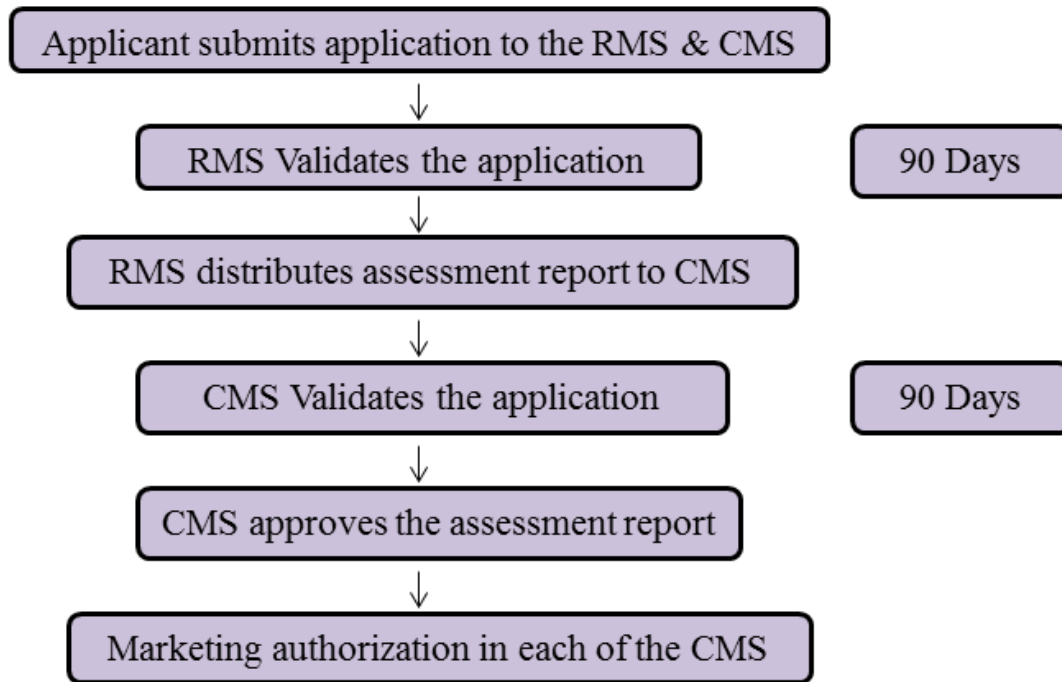 Applicant submits application to the RMS & CMS
RMS Validates the application
90 Days
RMS distributes assessment report to CMS
CMS Validates the application
90 Days
CMS approves the assessment report
Marketing authorization in each of the CMS